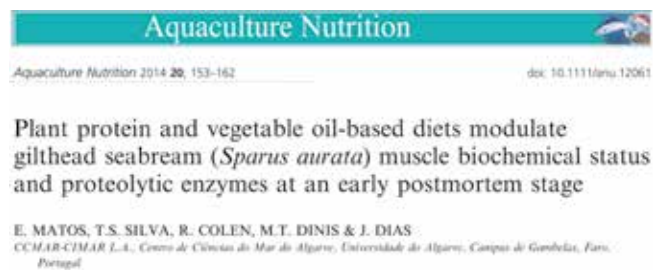 Aquaculture Nutrition
Aquaculture Nutrition 2014 20; 153–162 doi: 10.1111/anu.12061
Plant protein and vegetable oil-based diets modulate
gilthead seabream (Sparus aurata) muscle biochemical status
and proteolytic enzymes at an early postmortem stage
E. MATOS, T.S. SILVA, R. COLEN, M.T. DINIS & J. DIAS
CCMAR-CIMAR L.A., Centro de Ciências do Mar do Algarve, Universidade do Algarve, Campus de Gambelas, Faro,
Portugal